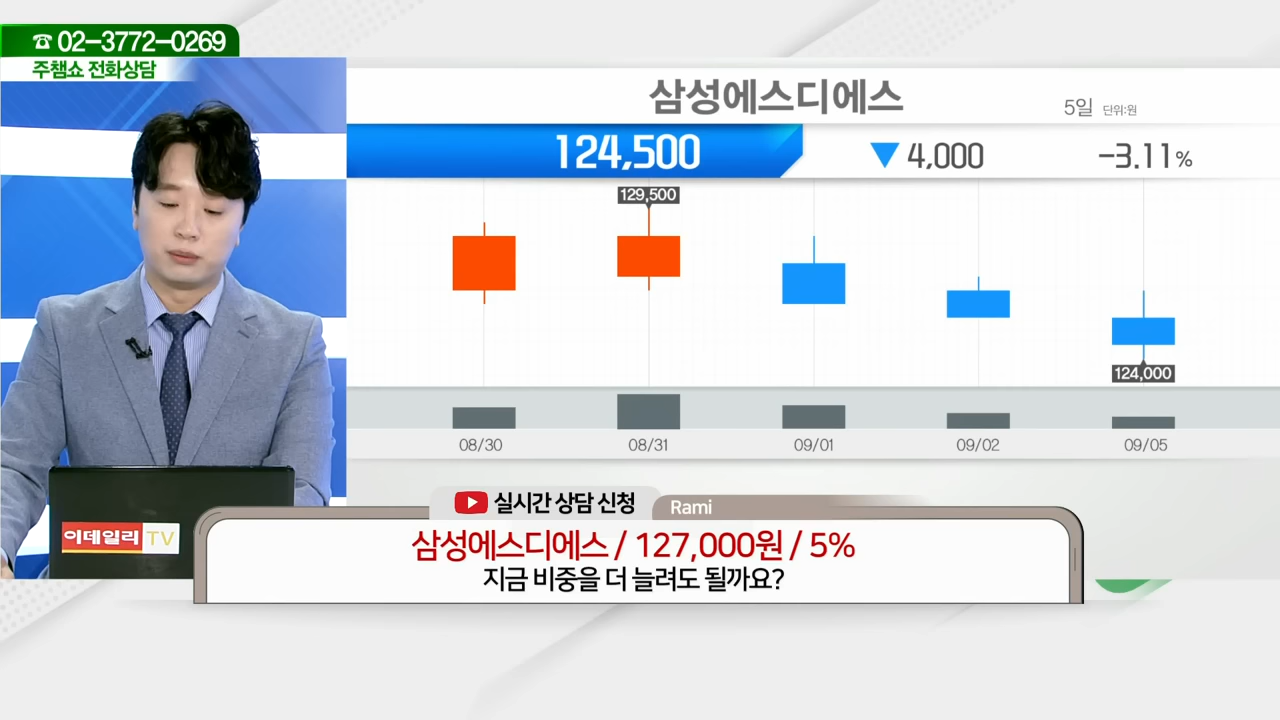 ☎ 02-3772-0269
주챔쇼 전화상담
삼성에스디에스
5일 단위:원
124,500 ▼ 4,000 -3.11%
129,500
124,000
08/30 08/31 09/01 09/02 09/05
실시간 상담 신청 Rami
삼성에스디에스 / 127,000원 / 5%
지금 비중을 더 늘려도 될까요?
이데일리 TV